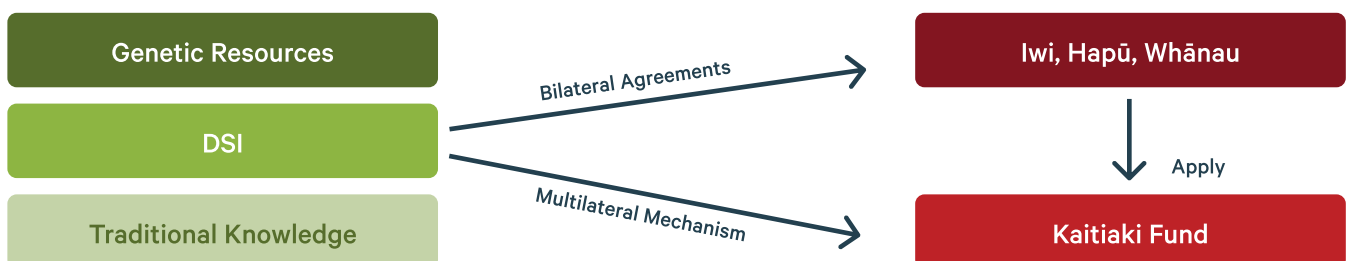 Genetic Resources
Iwi, Hapū, Whānau
Bilateral Agreements
DSI
Apply
Multilateral Mechanism
Traditional Knowledge
Kaitiaki Fund